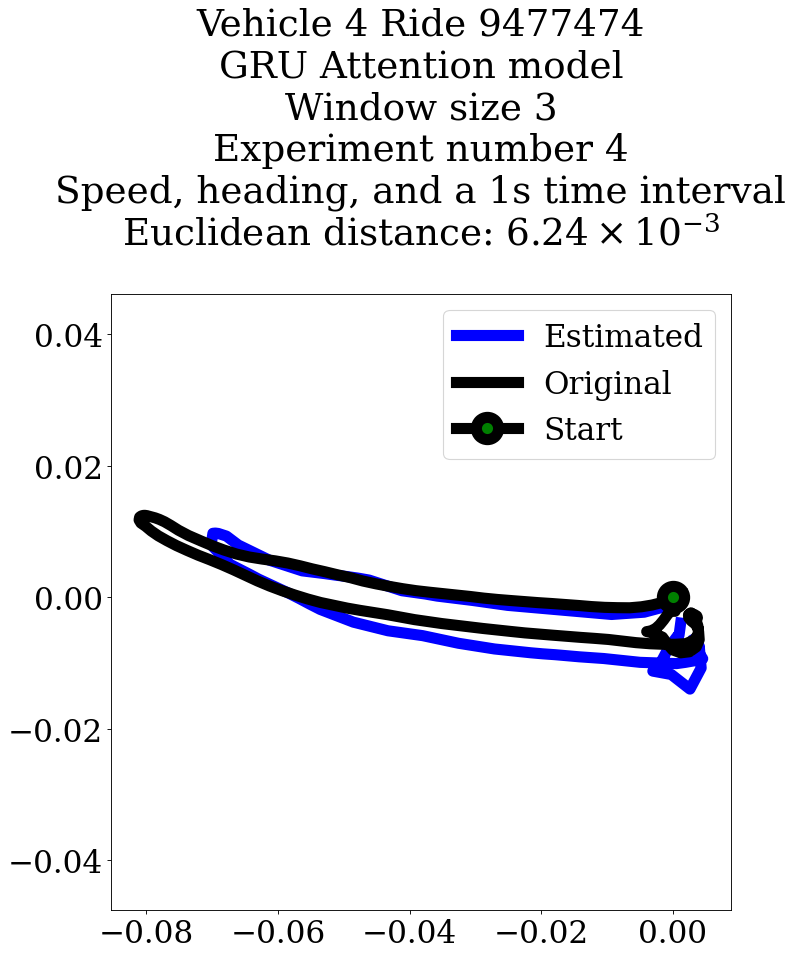 Vehicle 4 Ride 9477474
GRU Attention model
Window size 3
Experiment number 4
Speed, heading, and a 1s time interval
Euclidean distance: 6.24 × 10⁻³
Estimated
Original
Start
0.04
0.02
0.00
−0.02
−0.04
−0.08 −0.06 −0.04 −0.02 0.00